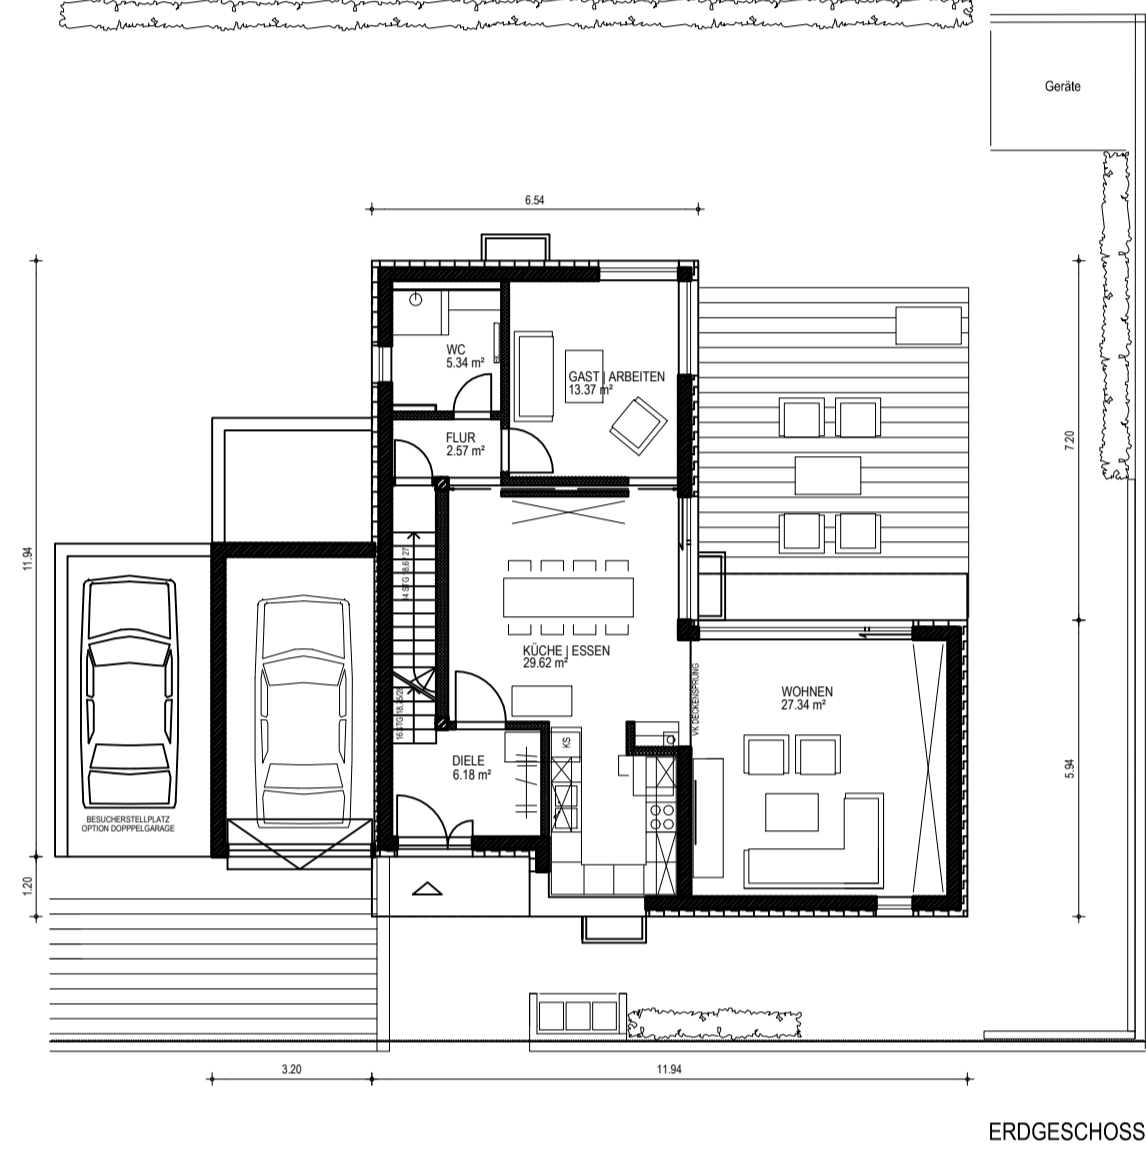 Geräte
6.54
WC
5.34 m²
GAST | ARBEITEN
13.37 m²
FLUR
2.57 m²
7.20
11.94
KÜCHE | ESSEN
29.62 m²
VK DECKENSPRUNG
WOHNEN
27.34 m²
KS
DIELE
6.18 m²
5.94
BESUCHERSTELLPLATZ
OPTION DOPPPELGARAGE
1.20
3.20
11.94
ERDGESCHOSS